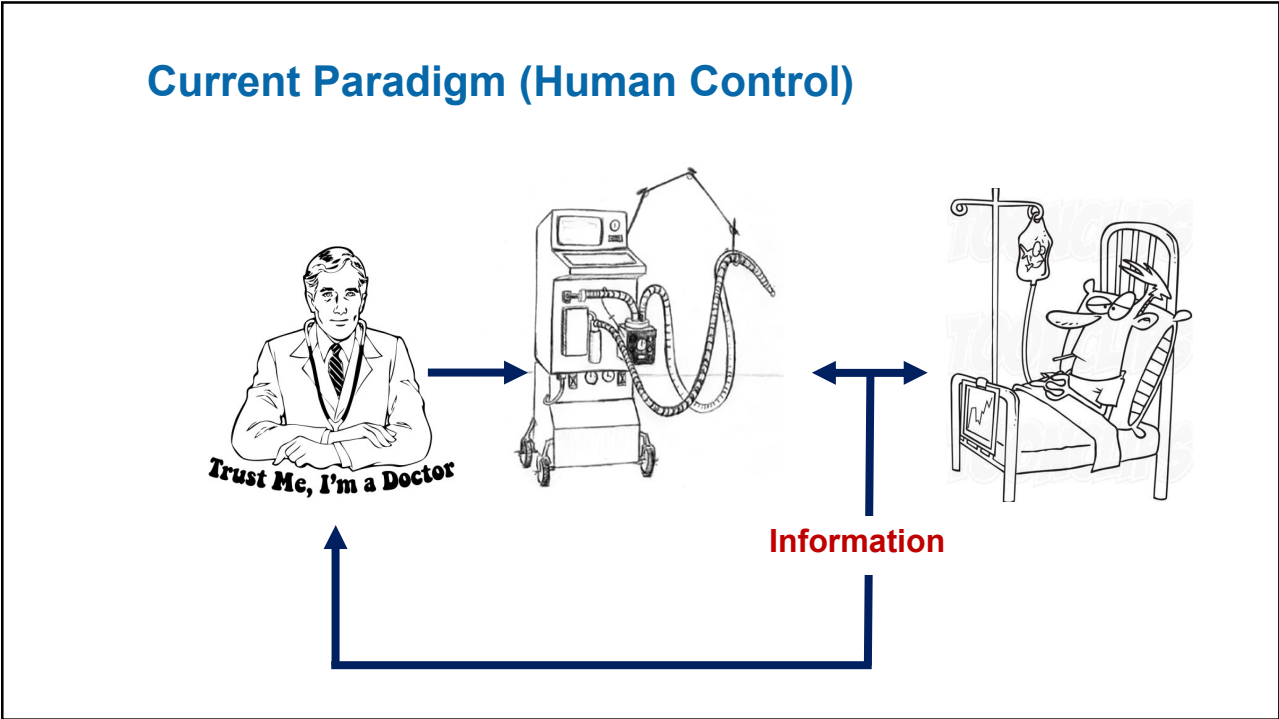 Current Paradigm (Human Control)
Trust Me, I'm a Doctor
Information